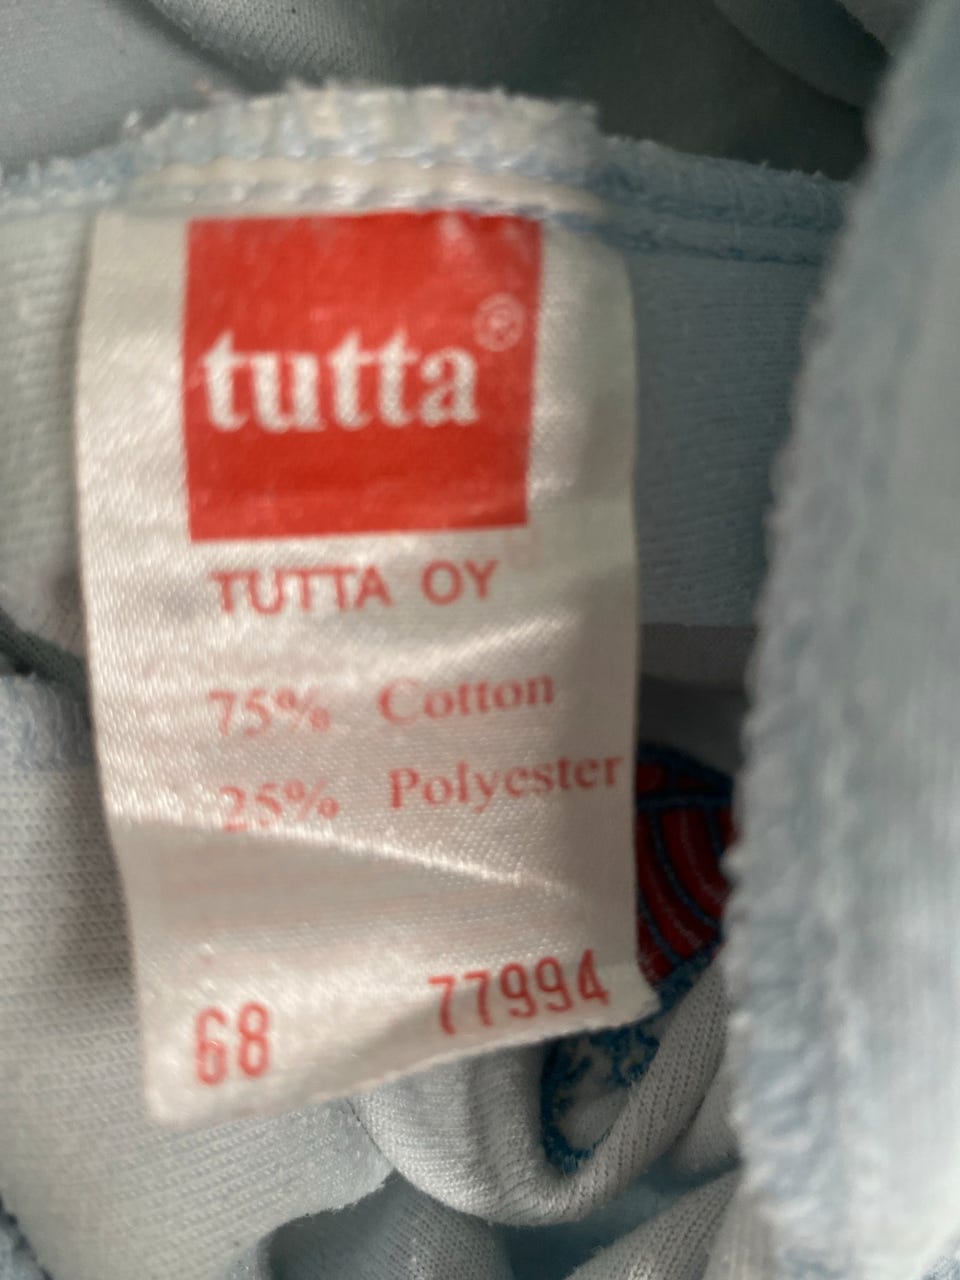 tutta®
TUTTA OY
75% Cotton
25% Polyester
68 77994